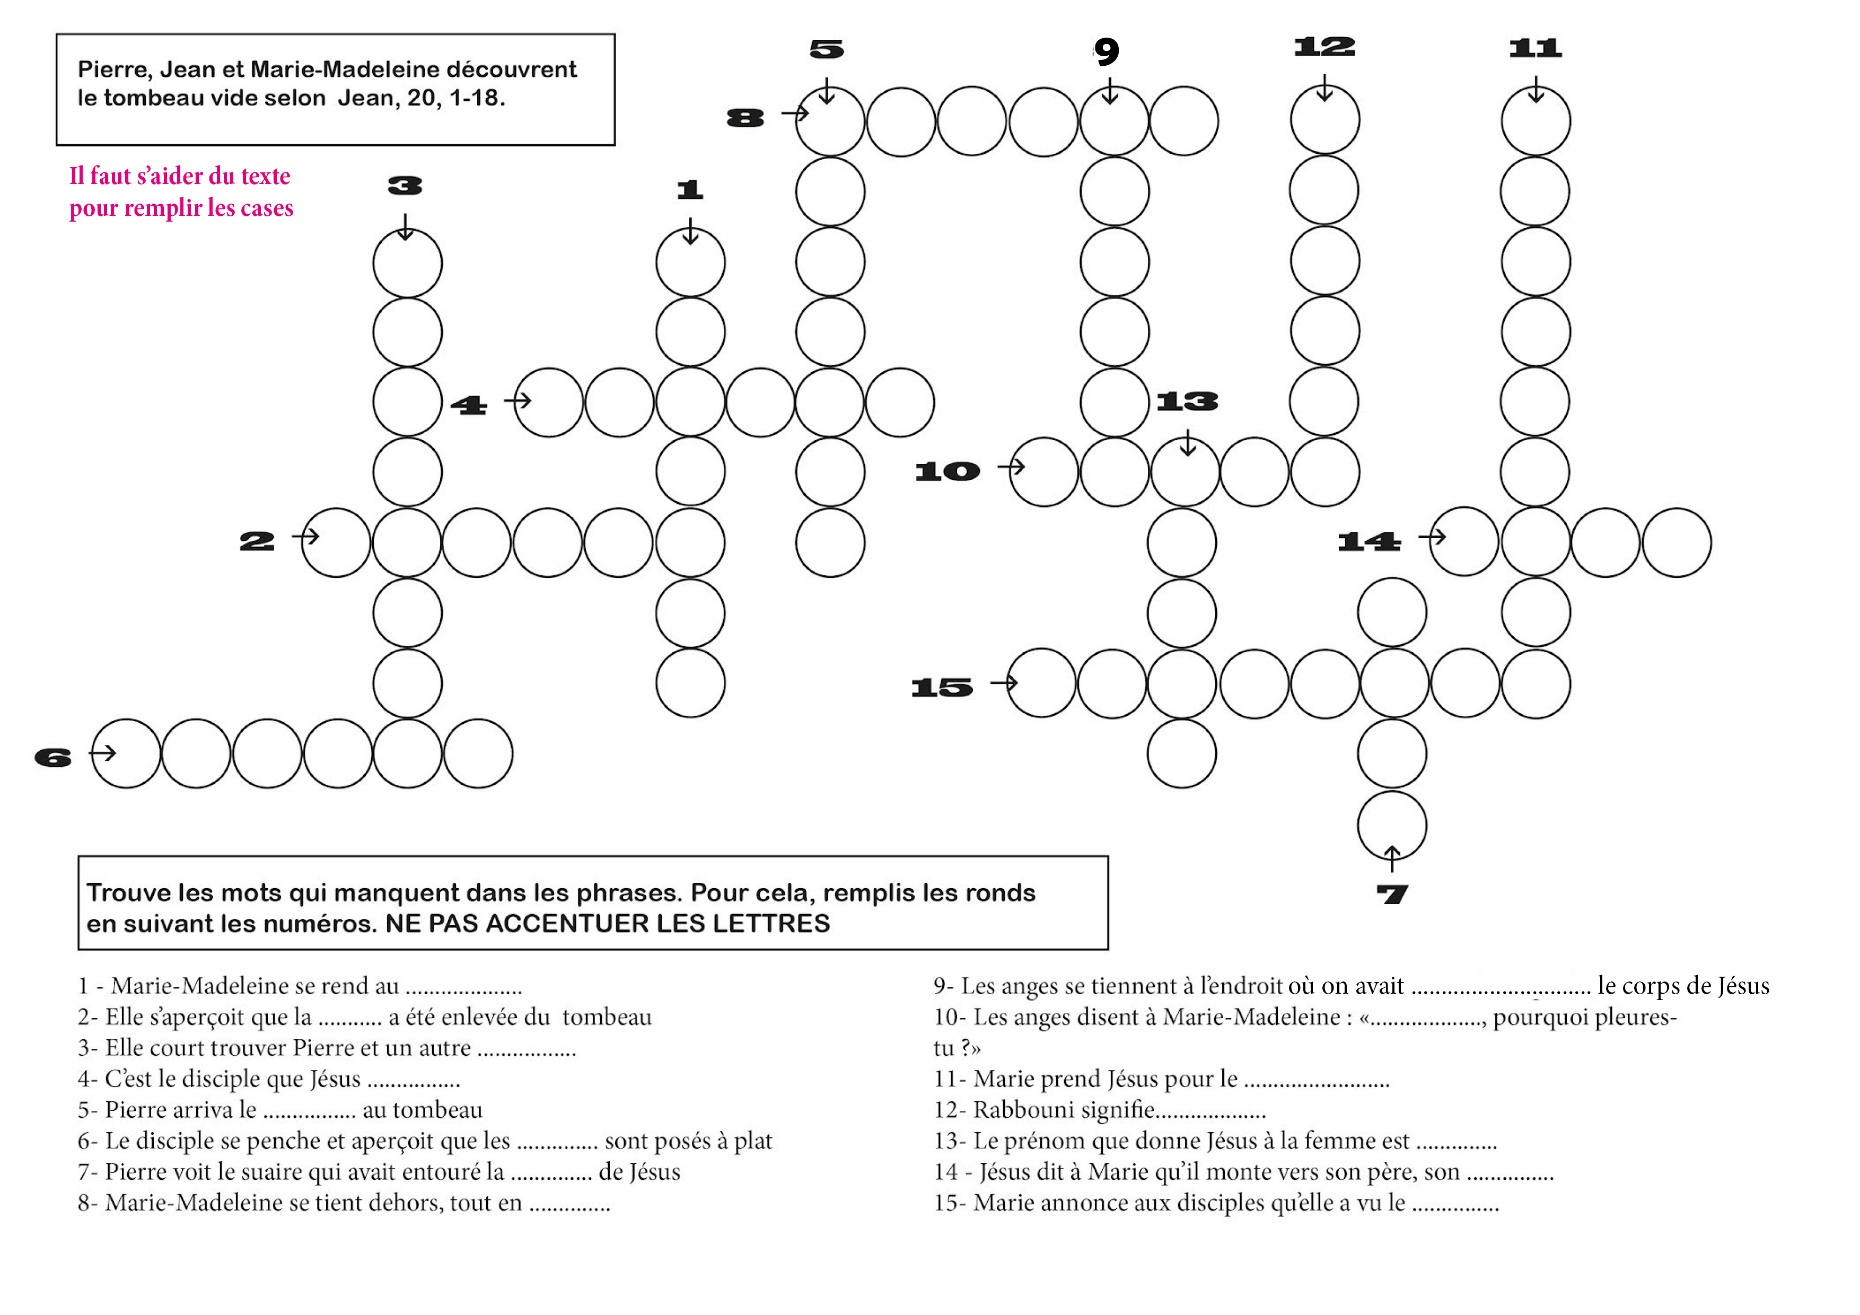 Pierre, Jean et Marie-Madeleine découvrent
le tombeau vide selon  Jean, 20, 1-18.
Il faut s’aider du texte
pour remplir les cases
5
9
12
11
8
3
1
4
13
10
2
14
15
6
7
Trouve les mots qui manquent dans les phrases. Pour cela, remplis les ronds
en suivant les numéros. NE PAS ACCENTUER LES LETTRES
1 - Marie-Madeleine se rend au ....................
2- Elle s’aperçoit que la ........... a été enlevée du  tombeau
3- Elle court trouver Pierre et un autre .................
4- C’est le disciple que Jésus ................
5- Pierre arriva le ................ au tombeau
6- Le disciple se penche et aperçoit que les .............. sont posés à plat
7- Pierre voit le suaire qui avait entouré la .............. de Jésus
8- Marie-Madeleine se tient dehors, tout en ..............
9- Les anges se tiennent à l’endroit où on avait ............................... le corps de Jésus
10- Les anges disent à Marie-Madeleine : «..................., pourquoi pleures-
tu ?»
11- Marie prend Jésus pour le .........................
12- Rabbouni signifie...................
13- Le prénom que donne Jésus à la femme est ..............
14 - Jésus dit à Marie qu’il monte vers son père, son ...............
15- Marie annonce aux disciples qu’elle a vu le ...............